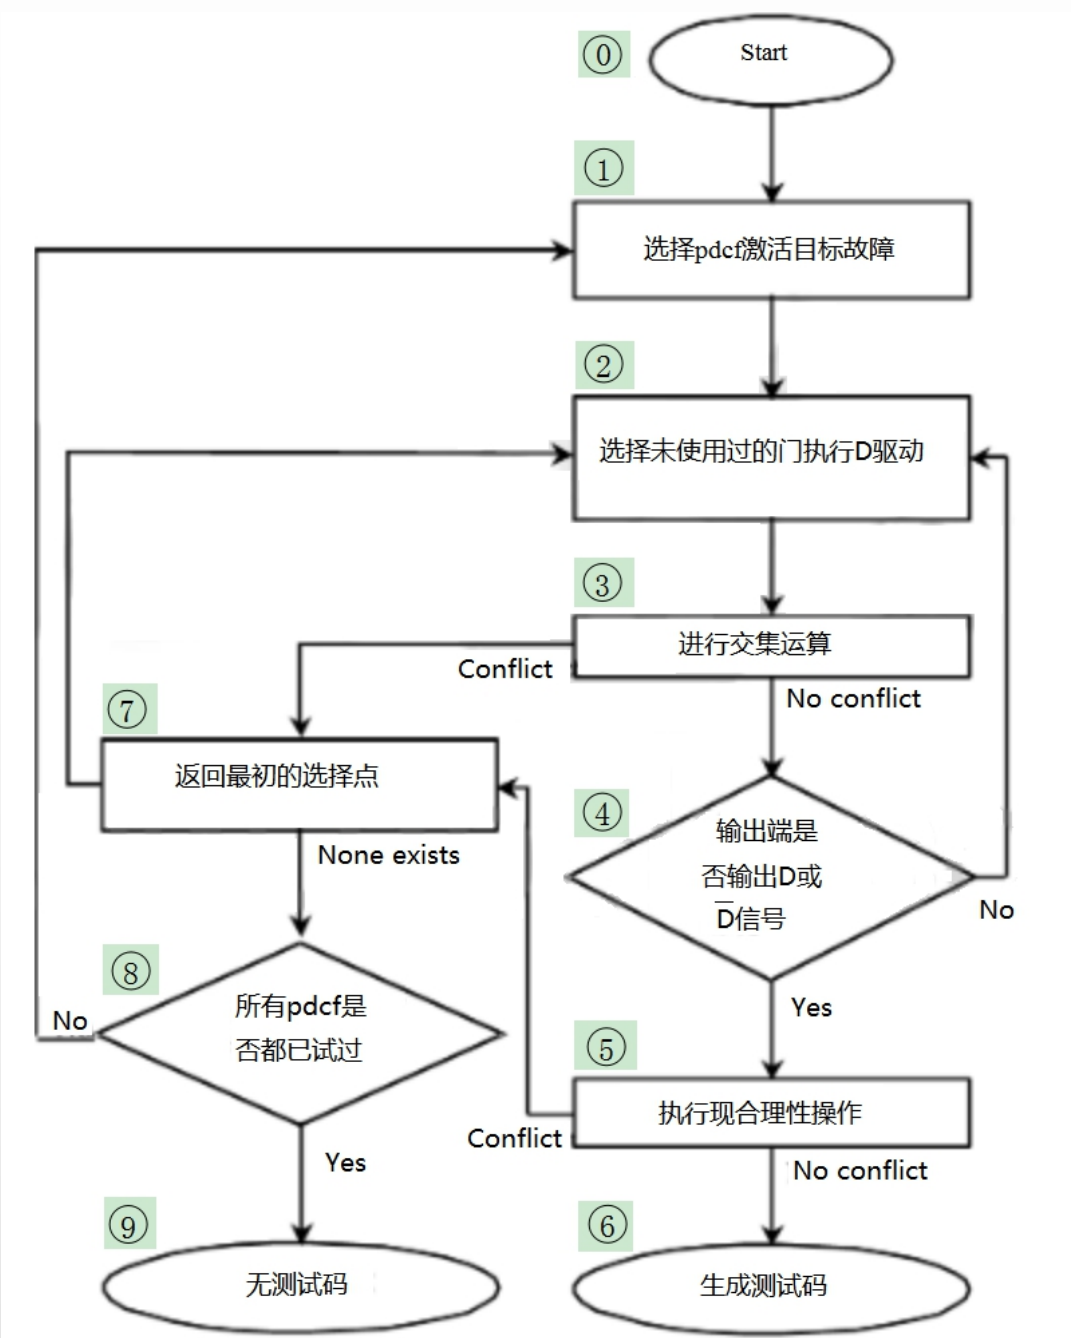 ⓪
Start
①
选择pdcf激活目标故障
②
选择未使用过的门执行D驱动
③
进行交集运算
Conflict
No conflict
⑦
返回最初的选择点
None exists
④
输出端是
否输出D或
D̅信号
No
Yes
⑧
所有pdcf是
否都已试过
No
Yes
⑤
执行现合理性操作
Conflict
No conflict
⑨
无测试码
⑥
生成测试码